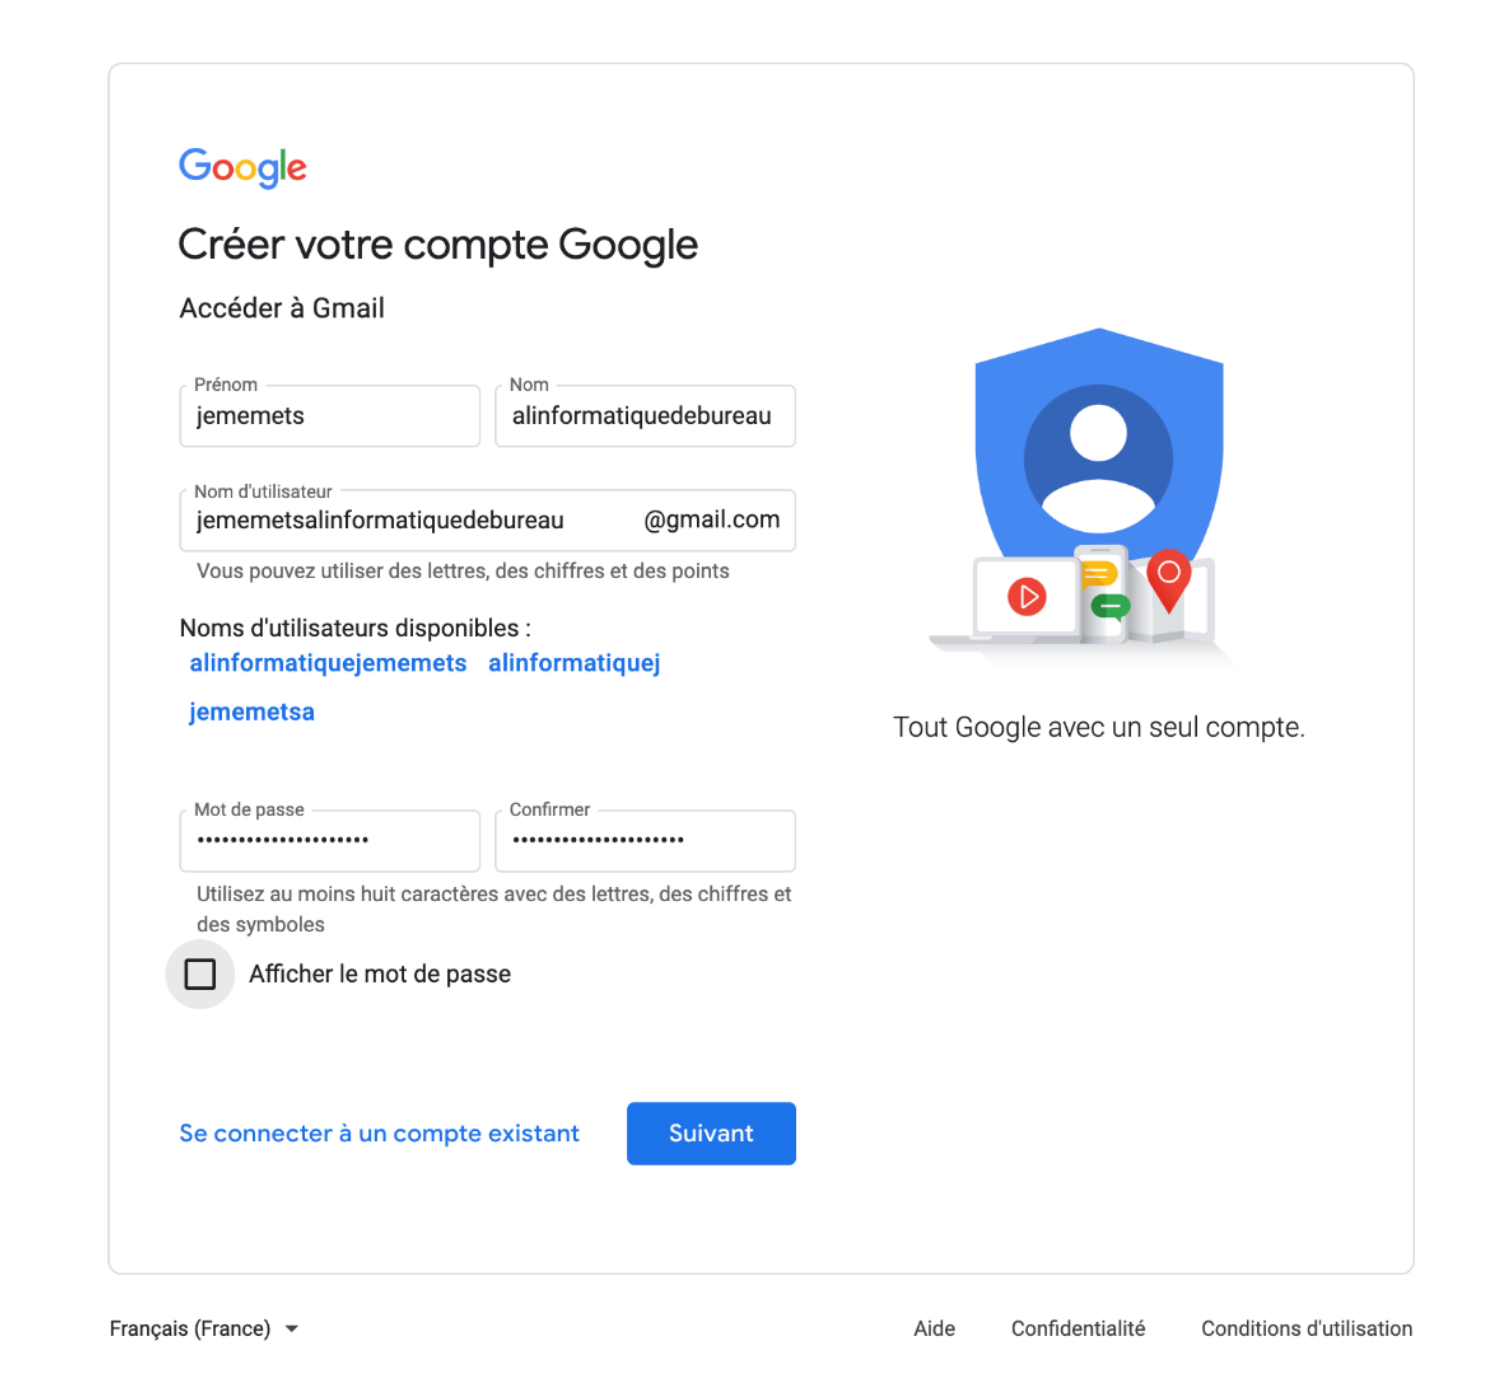 Google
Créer votre compte Google
Accéder à Gmail
Prénom Nom
jememets alinformatiquedebureau
Nom d'utilisateur
jememetsalinformatiquedebureau @gmail.com
Vous pouvez utiliser des lettres, des chiffres et des points
Noms d'utilisateurs disponibles :
alinformatiquejememets alinformatiquej
jememetsa
Tout Google avec un seul compte.
Mot de passe Confirmer
••••••••••••••••••••• •••••••••••••••••••••
Utilisez au moins huit caractères avec des lettres, des chiffres et
des symboles
Afficher le mot de passe
Se connecter à un compte existant Suivant
Français (France) Aide Confidentialité Conditions d'utilisation